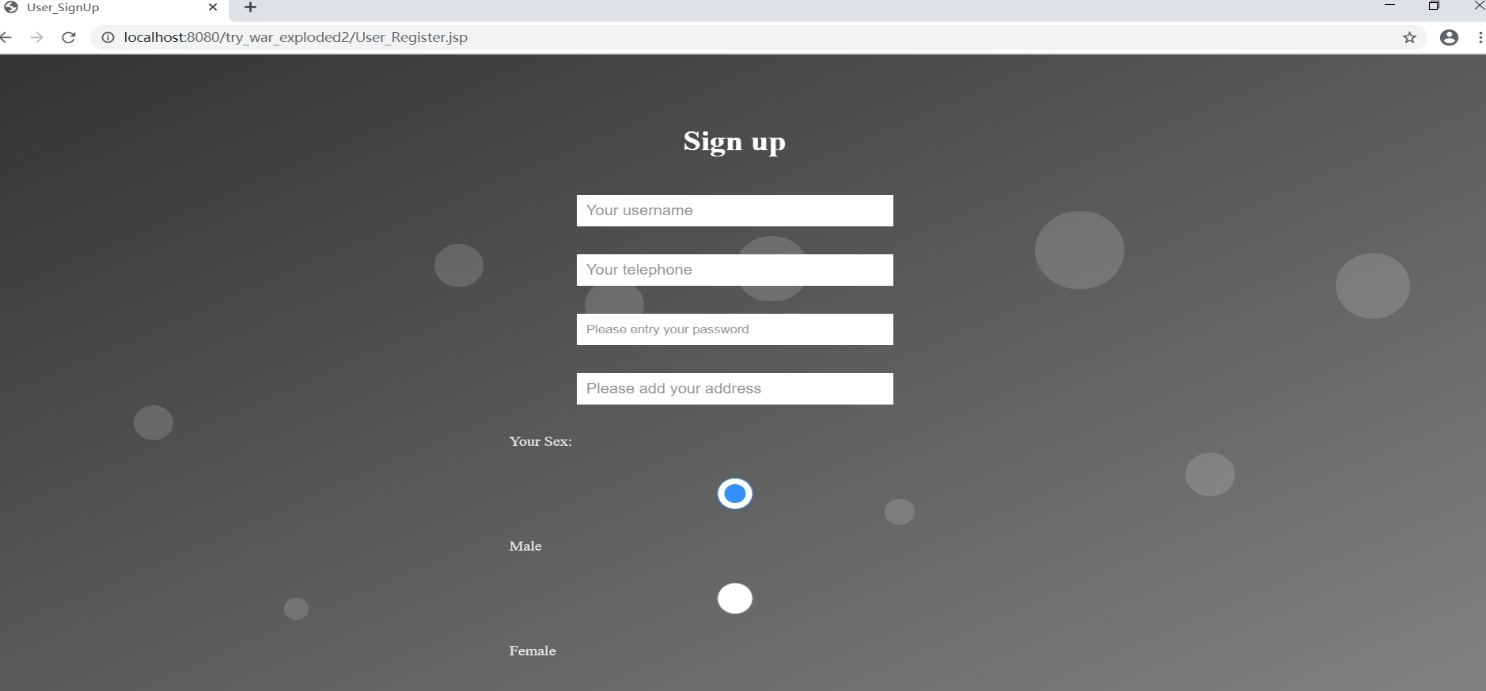 User_SignUp
localhost:8080/try_war_exploded2/User_Register.jsp
Sign up
Your username
Your telephone
Please entry your password
Please add your address
Your Sex:
Male
Female